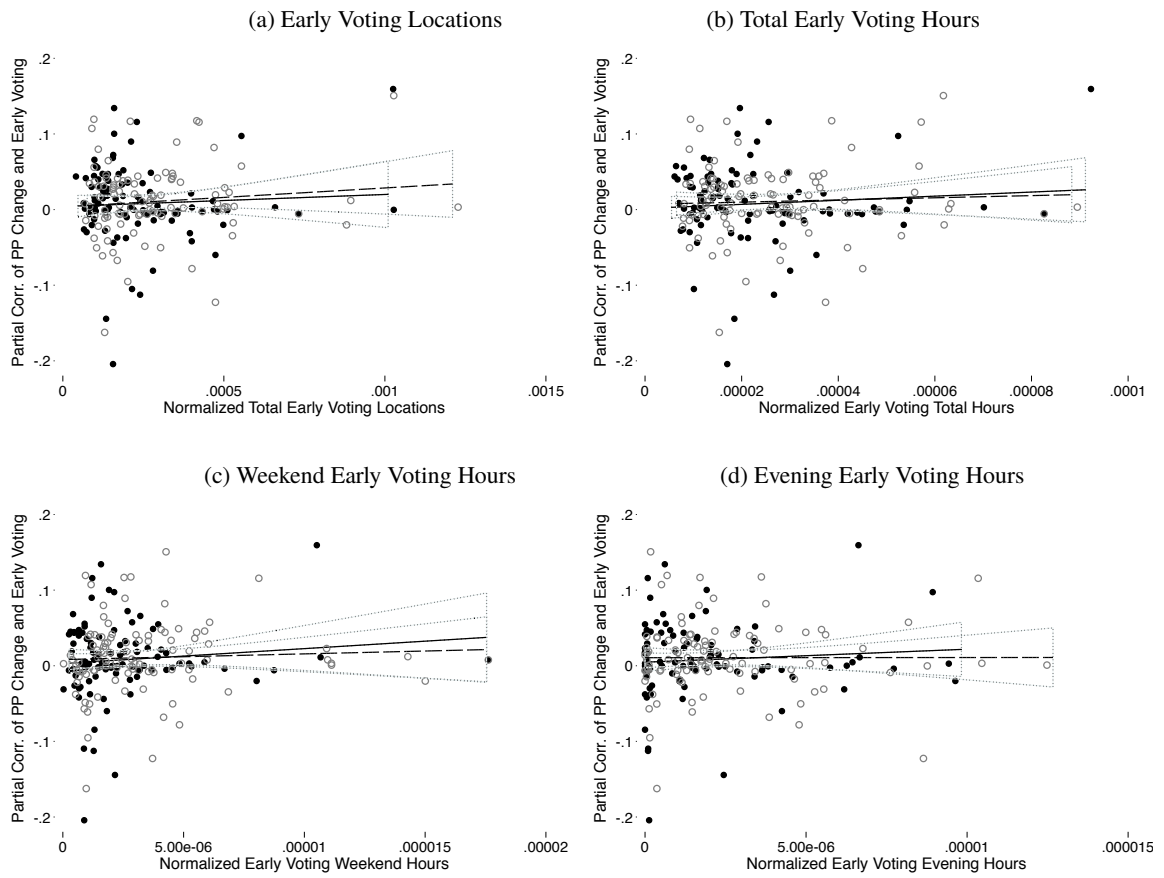 (a) Early Voting Locations
Partial Corr. of PP Change and Early Voting
.2
.1
0
-.1
-.2
0 .0005 .001 .0015
Normalized Total Early Voting Locations
(b) Total Early Voting Hours
Partial Corr. of PP Change and Early Voting
.2
.1
0
-.1
-.2
0 .00002 .00004 .00006 .00008 .0001
Normalized Early Voting Total Hours
(c) Weekend Early Voting Hours
Partial Corr. of PP Change and Early Voting
.2
.1
0
-.1
-.2
0 5.00e-06 .00001 .000015 .00002
Normalized Early Voting Weekend Hours
(d) Evening Early Voting Hours
Partial Corr. of PP Change and Early Voting
.2
.1
0
-.1
-.2
0 5.00e-06 .00001 .000015
Normalized Early Voting Evening Hours